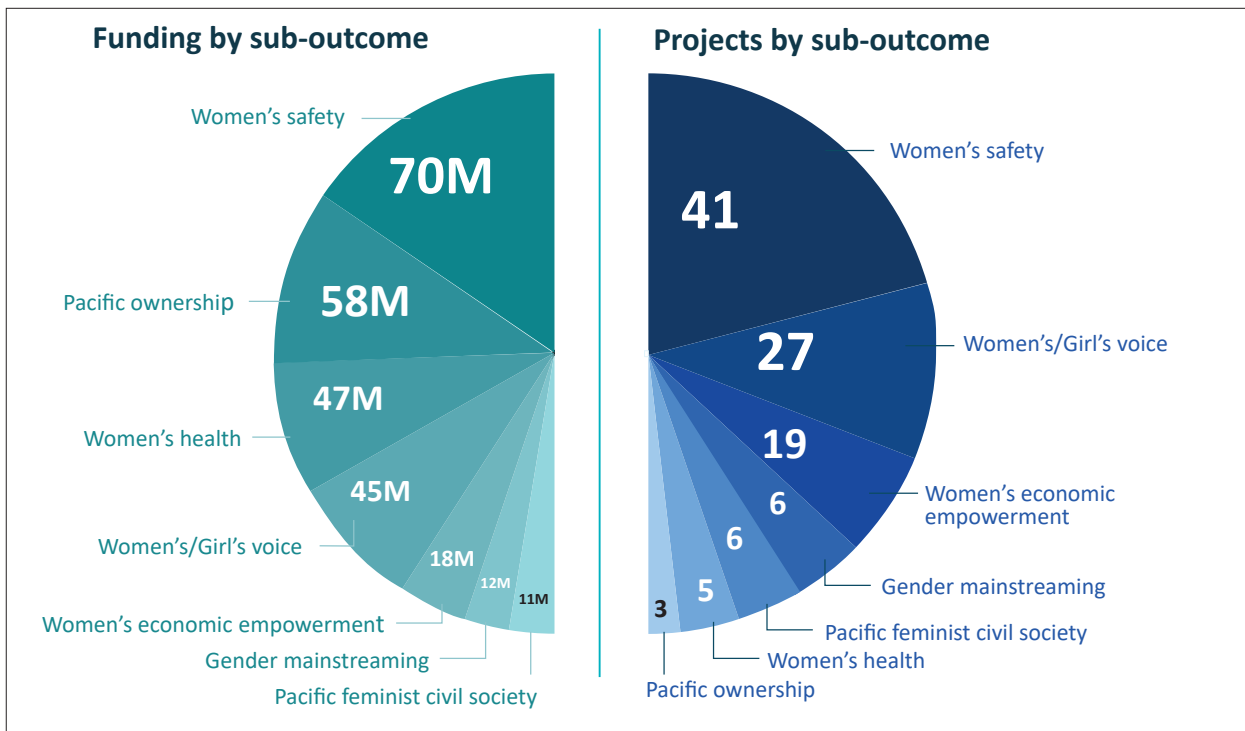 Funding by sub-outcome
Women’s safety
70M
Pacific ownership
58M
Women’s health
47M
Women’s/Girl’s voice
45M
Women’s economic empowerment
18M
Gender mainstreaming
12M
Pacific feminist civil society
11M
Projects by sub-outcome
Women’s safety
41
Women’s/Girl’s voice
27
Women’s economic
empowerment
19
Gender mainstreaming
6
Pacific feminist civil society
6
Women’s health
5
Pacific ownership
3